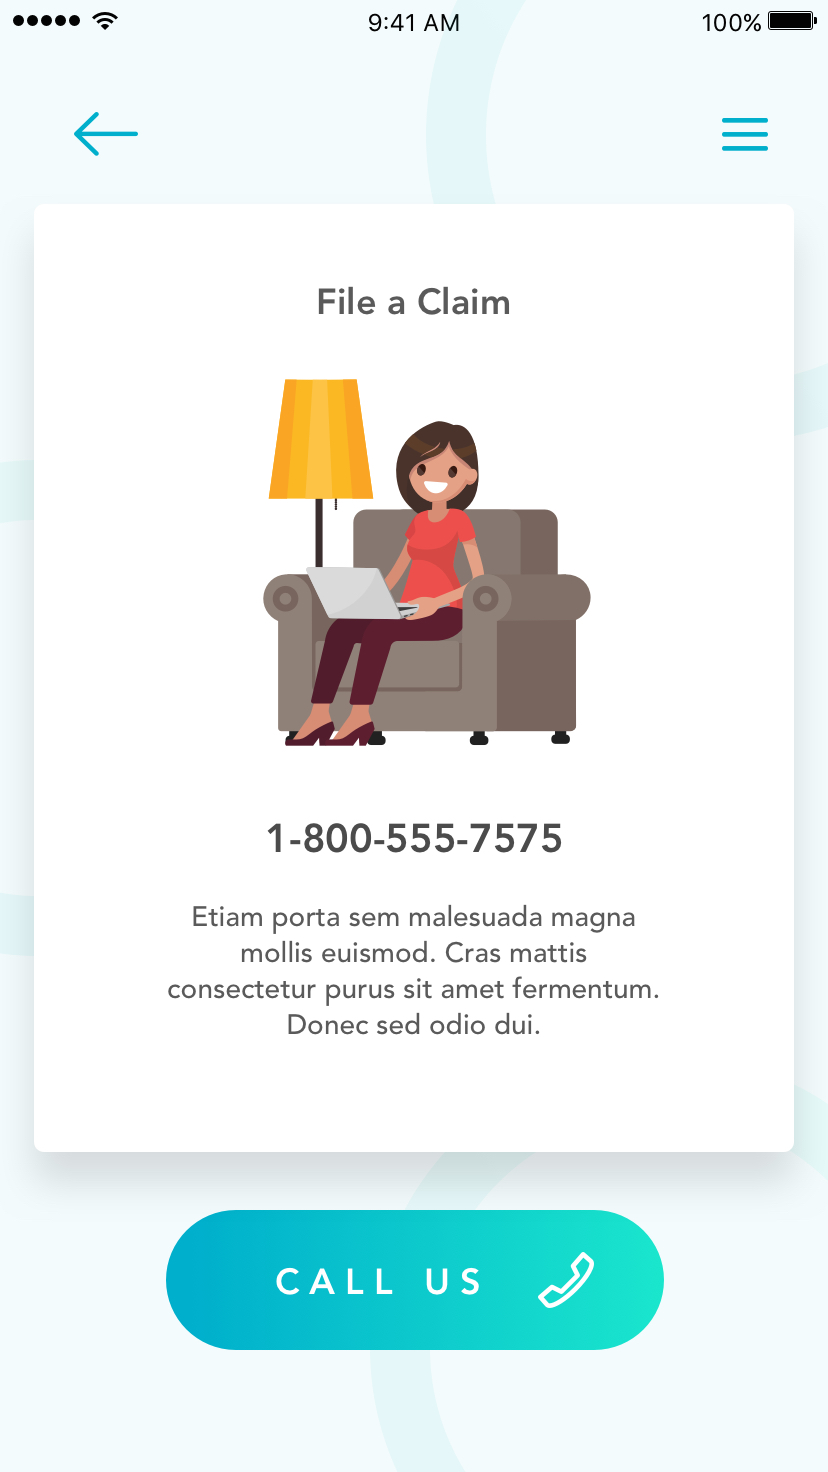 9:41 AM
100%
File a Claim
1-800-555-7575
Etiam porta sem malesuada magna
mollis euismod. Cras mattis
consectetur purus sit amet fermentum.
Donec sed odio dui.
CALL US